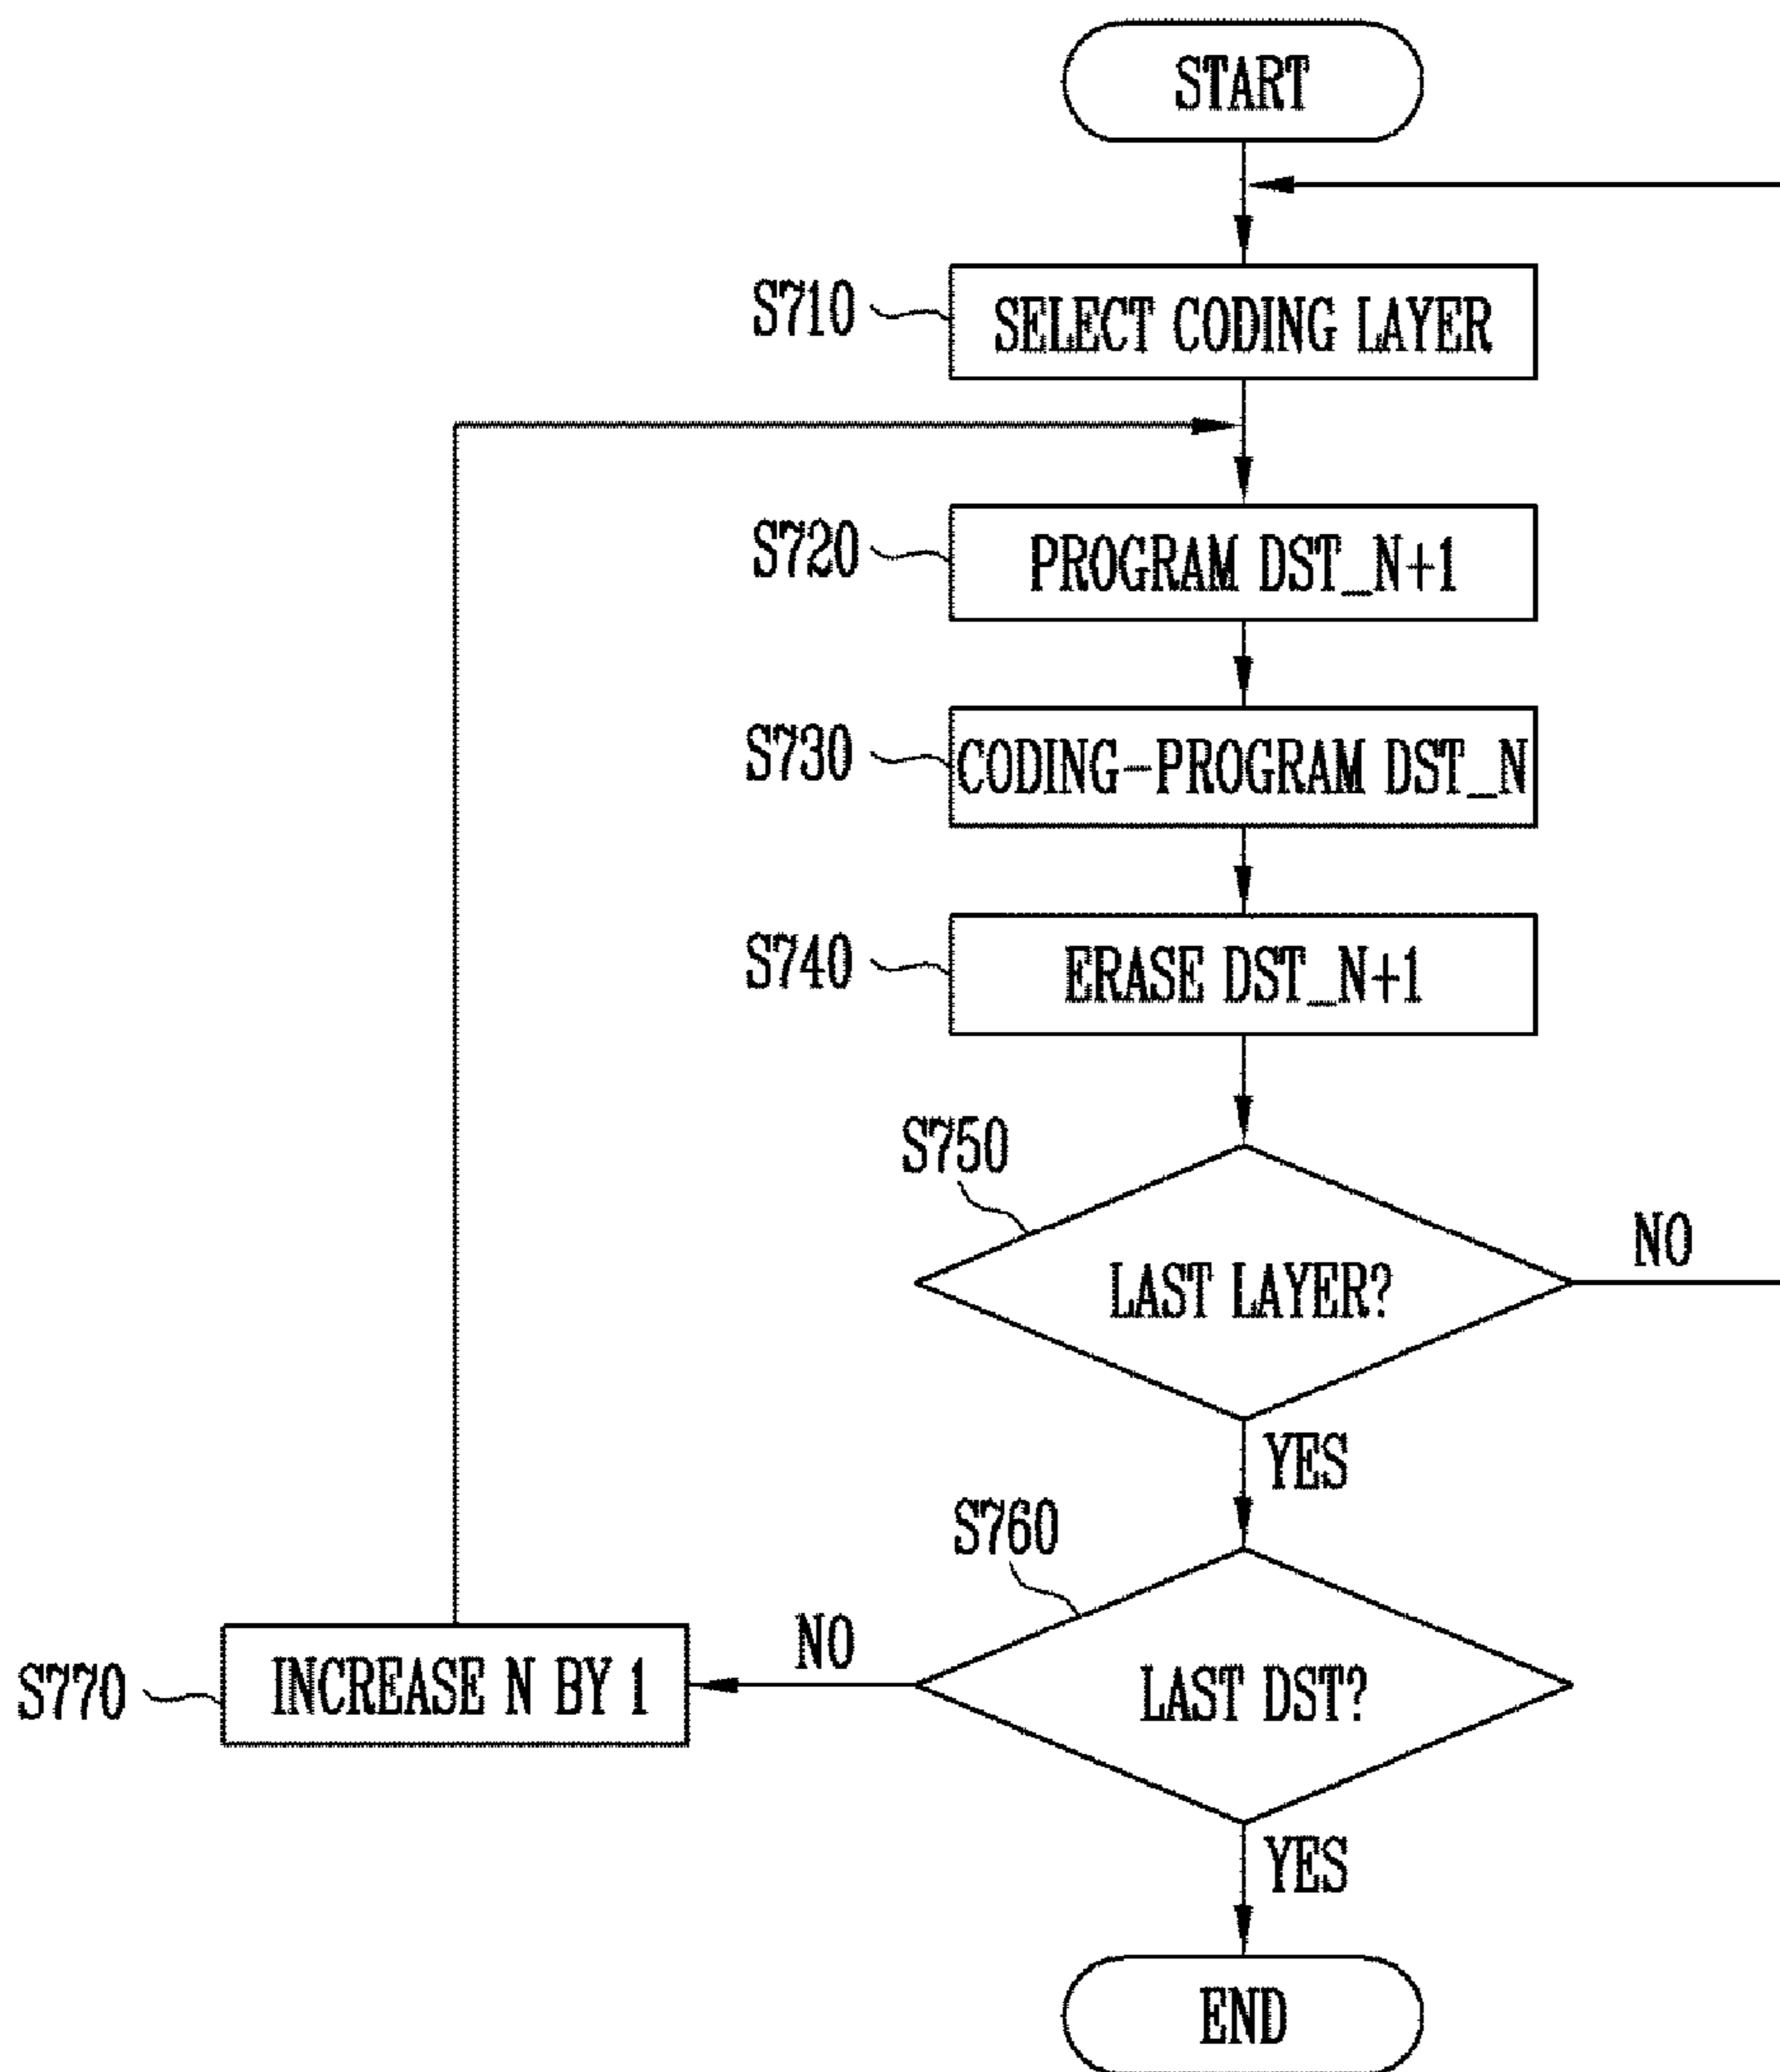 START
S710
SELECT CODING LAYER
S720
PROGRAM DST_N+1
S730
CODING-PROGRAM DST_N
S740
ERASE DST_N+1
S750
LAST LAYER?
NO
YES
S760
LAST DST?
NO
S770
INCREASE N BY 1
YES
END